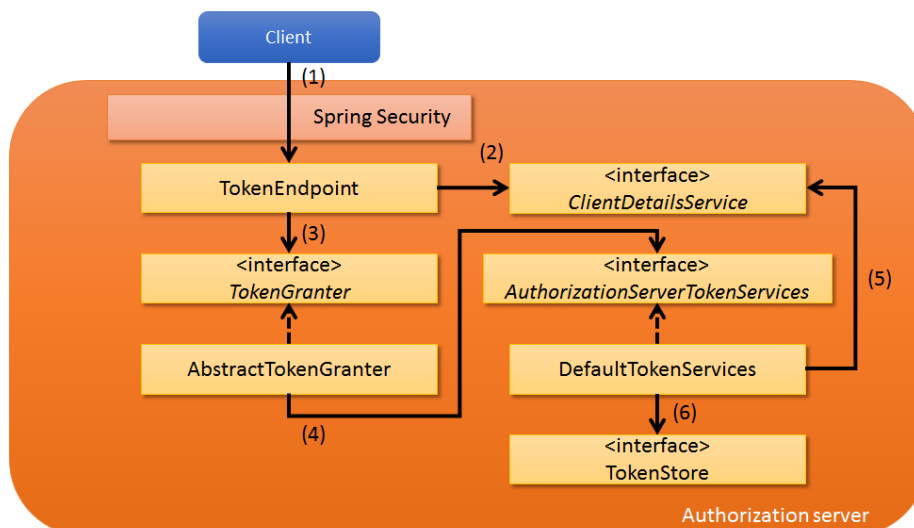 Client
(1)
Spring Security
TokenEndpoint
(2)
<interface>
ClientDetailsService
(3)
<interface>
TokenGranter
<interface>
AuthorizationServerTokenServices
(5)
AbstractTokenGranter
DefaultTokenServices
(4)
(6)
<interface>
TokenStore
Authorization server